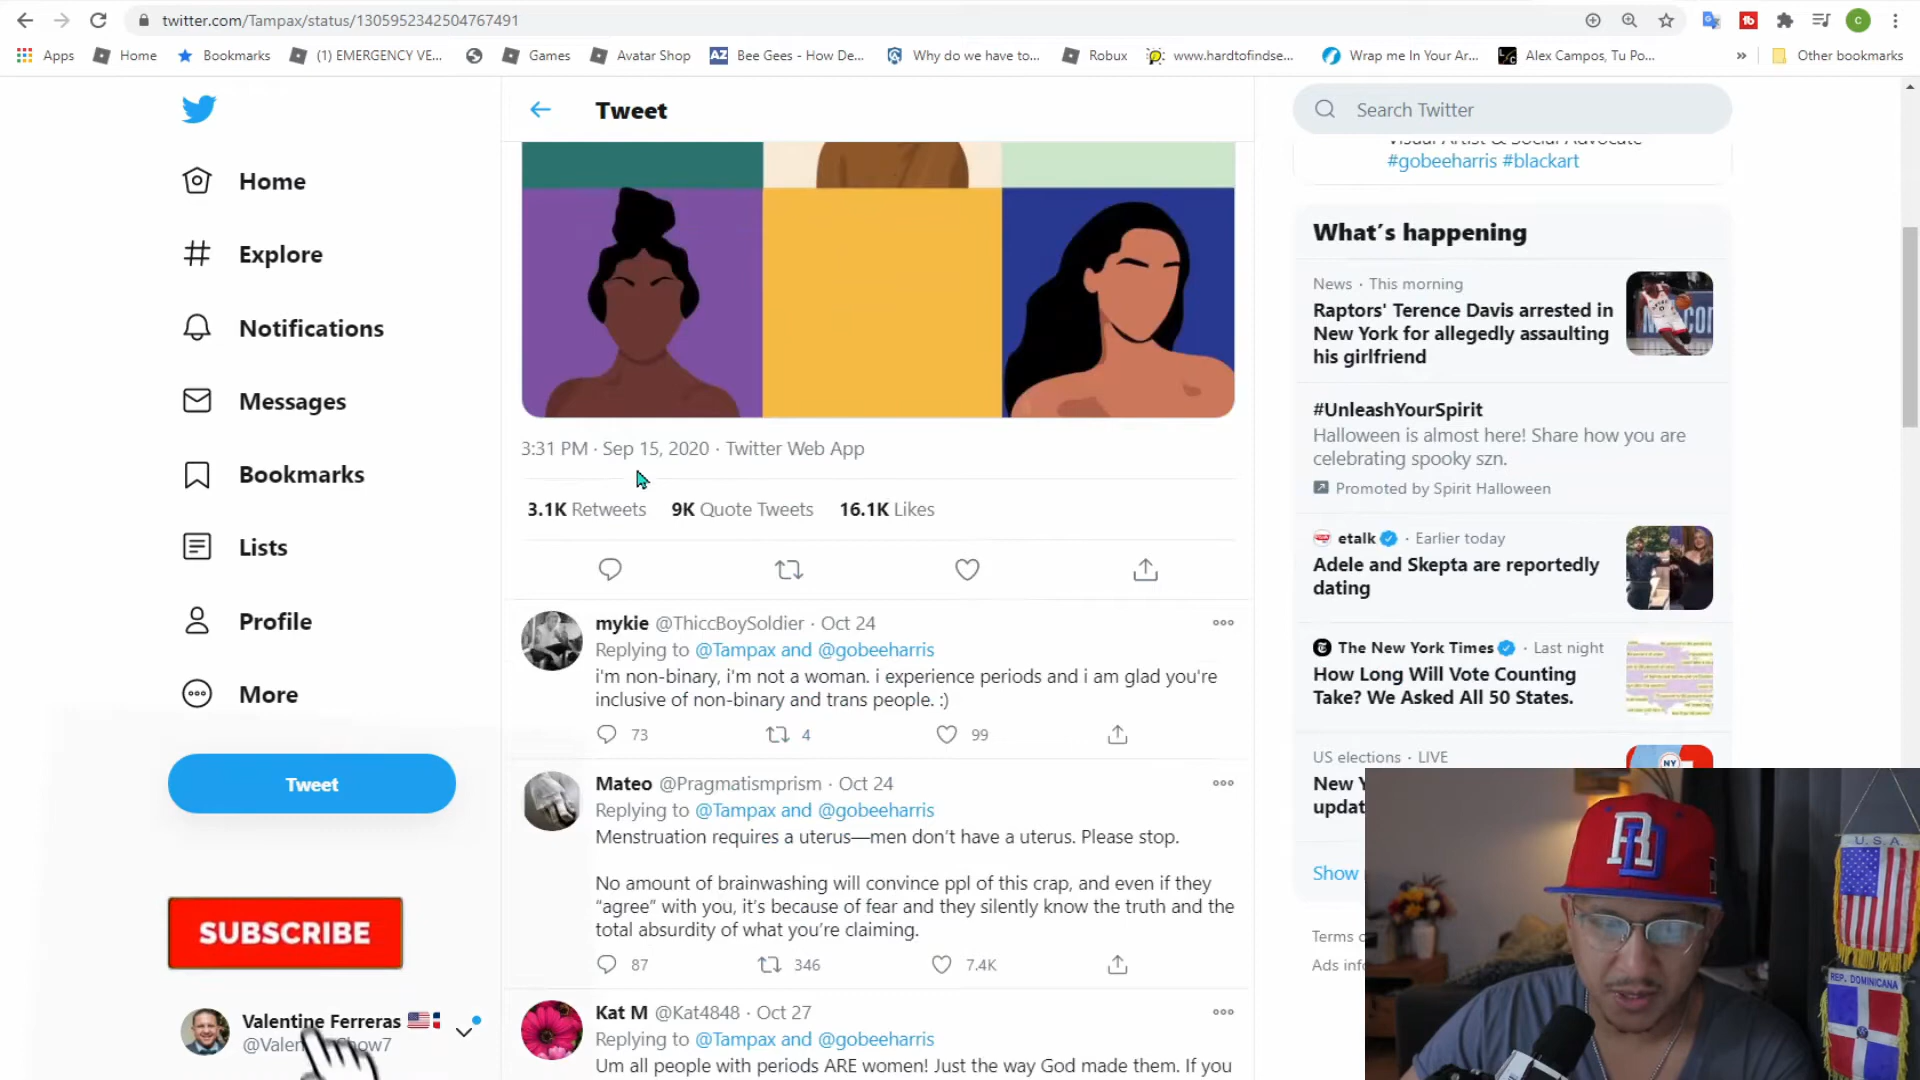 twitter.com/Tampax/status/1305952342504767491
Apps
Home
Bookmarks
(1) EMERGENCY VE...
Games
Avatar Shop
AZ
Bee Gees - How De...
Why do we have to...
Robux
www.hardtofindse...
Wrap me In Your Ar...
Alex Campos, Tu Po...
Other bookmarks
Home
Explore
Notifications
Messages
Bookmarks
Lists
Profile
More
Tweet
SUBSCRIBE
Valentine Ferreras
Tweet
3:31 PM · Sep 15, 2020 · Twitter Web App
3.1K Retweets 9K Quote Tweets 16.1K Likes
mykie @ThiccBoySoldier · Oct 24
Replying to @Tampax and @gobeeharris
i'm non-binary, i'm not a woman. i experience periods and i am glad you're
inclusive of non-binary and trans people. :)
73 4 99
Mateo @Pragmatismprism · Oct 24
Replying to @Tampax and @gobeeharris
Menstruation requires a uterus—men don't have a uterus. Please stop.
No amount of brainwashing will convince ppl of this crap, and even if they
“agree” with you, it's because of fear and they silently know the truth and the
total absurdity of what you're claiming.
87 346 7.4K
Kat M @Kat4848 · Oct 27
Replying to @Tampax and @gobeeharris
Um all people with periods ARE women! Just the way God made them. If you
Search Twitter
Visual Artist & Social Advocate
#gobeeharris #blackart
What's happening
News · This morning
Raptors' Terence Davis arrested in
New York for allegedly assaulting
his girlfriend
#UnleashYourSpirit
Halloween is almost here! Share how you are
celebrating spooky szn.
Promoted by Spirit Halloween
etalk · Earlier today
Adele and Skepta are reportedly
dating
The New York Times · Last night
How Long Will Vote Counting
Take? We Asked All 50 States.
US elections · LIVE
NY
Show
Terms
Ads
U.S.A.
REP. DOMINICANA